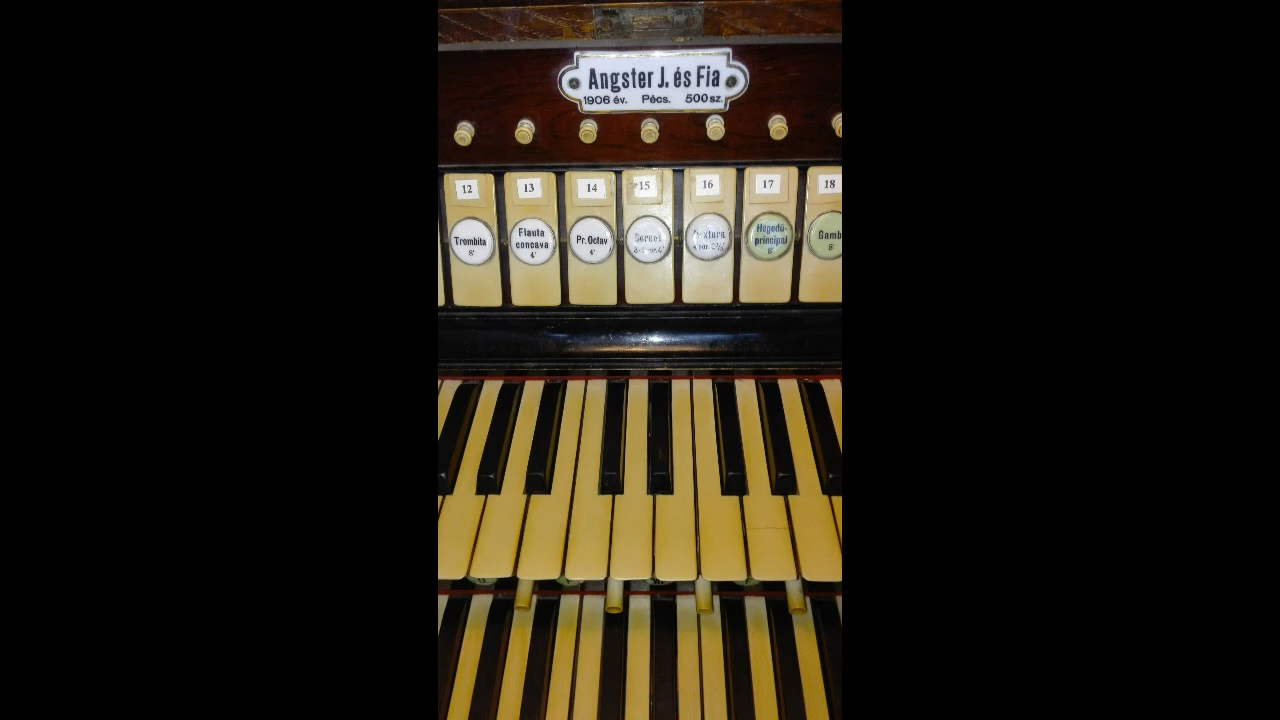 Angster J. és Fia
1906 év. Pécs. 500 sz.
12
13
14
15
16
17
18
Trombita
8'
Flauta
concava
4'
Pr. Octav
4'
Hegedű-
principal
8'
Gamb
8'